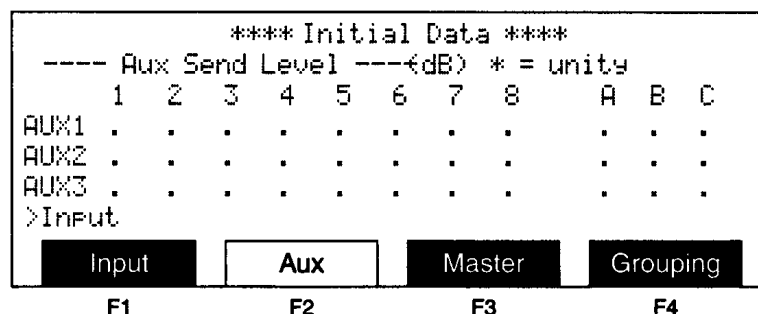 **** Initial Data ****
---- Aux Send Level ---<(dB) * = unity
1 2 3 4 5 6 7 8 A B C
AUX1 . . . . . . . . . . .
AUX2 . . . . . . . . . . .
AUX3 . . . . . . . . . . .
>Input
Input Aux Master Grouping
F1 F2 F3 F4